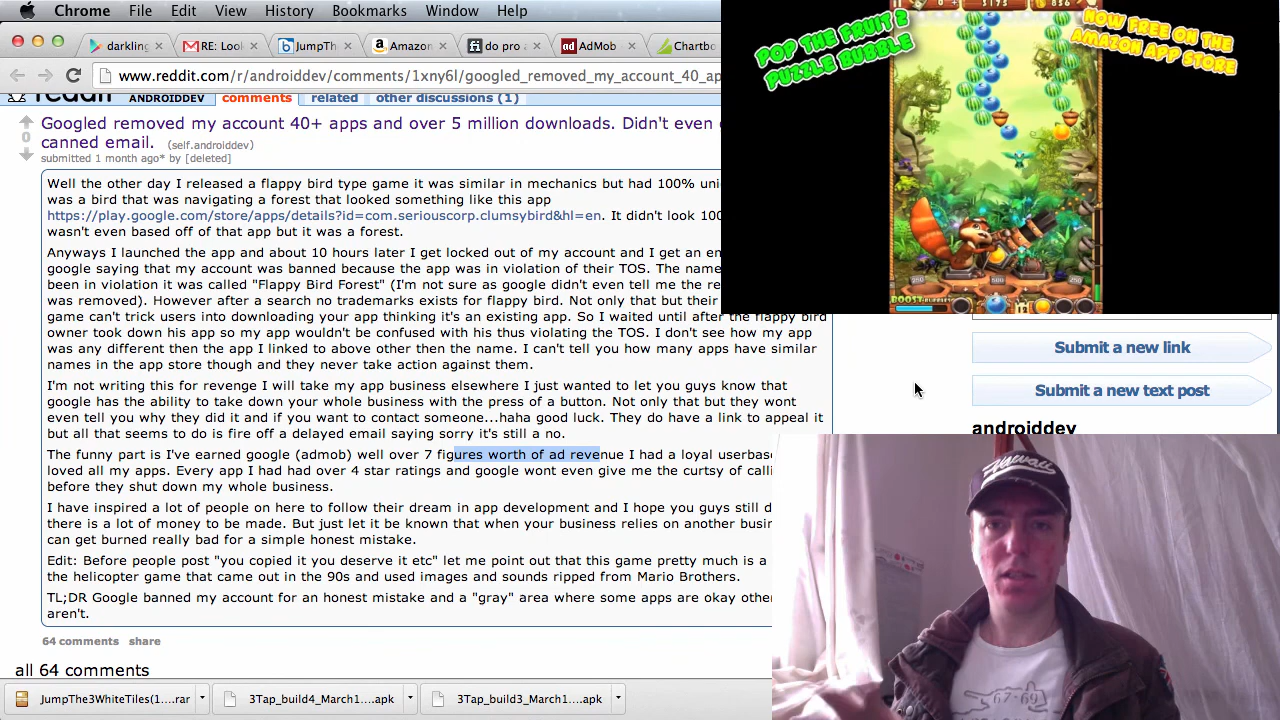 Chrome File Edit View History Bookmarks Window Help
darklin
RE: Loo
JumpTh
Amazon
do pro a
AdMob
Chartbo
www.reddit.com/r/androiddev/comments/1xny6l/googled_removed_my_account_40_ap
reddit ANDROIDDEV comments related other discussions (1)
Googled removed my account 40+ apps and over 5 million downloads. Didn't even
canned email. (self.androiddev)
0
submitted 1 month ago* by [deleted]
Well the other day I released a flappy bird type game it was similar in mechanics but had 100% uni
was a bird that was navigating a forest that looked something like this app
https://play.google.com/store/apps/details?id=com.seriouscorp.clumsybird&hl=en. It didn't look 100
wasn't even based off of that app but it was a forest.
Anyways I launched the app and about 10 hours later I get locked out of my account and I get an em
google saying that my account was banned because the app was in violation of their TOS. The name
been in violation it was called "Flappy Bird Forest" (I'm not sure as google didn't even tell me the re
was removed). However after a search no trademarks exists for flappy bird. Not only that but their
game can't trick users into downloading your app thinking it's an existing app. So I waited until after the flappy bird
owner took down his app so my app wouldn't be confused with his thus violating the TOS. I don't see how my app
was any different then the app I linked to above other then the name. I can't tell you how many apps have similar
names in the app store though and they never take action against them.
I'm not writing this for revenge I will take my app business elsewhere I just wanted to let you guys know that
google has the ability to take down your whole business with the press of a button. Not only that but they wont
even tell you why they did it and if you want to contact someone...haha good luck. They do have a link to appeal it
but all that seems to do is fire off a delayed email saying sorry it's still a no.
The funny part is I've earned google (admob) well over 7 figures worth of ad revenue I had a loyal userbas
loved all my apps. Every app I had had over 4 star ratings and google wont even give me the curtsy of calli
before they shut down my whole business.
I have inspired a lot of people on here to follow their dream in app development and I hope you guys still d
there is a lot of money to be made. But just let it be known that when your business relies on another busin
can get burned really bad for a simple honest mistake.
Edit: Before people post "you copied it you deserve it etc" let me point out that this game pretty much is a
the helicopter game that came out in the 90s and used images and sounds ripped from Mario Brothers.
TL;DR Google banned my account for an honest mistake and a "gray" area where some apps are okay othe
aren't.
64 comments share
all 64 comments
JumpThe3WhiteTiles(1....rar
3Tap_build4_March1....apk
3Tap_build3_March1....apk
POP THE FRUIT 2
PUZZLE BUBBLE
NOW FREE ON THE
AMAZON APP STORE
250 500 250
BOOST
Submit a new link
Submit a new text post
androiddev
Hawaii
67-69